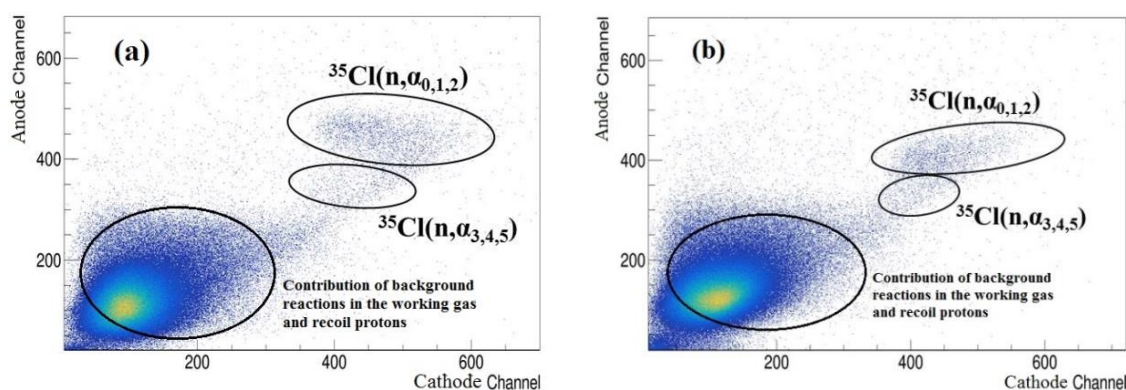 (a)
Anode Channel
600
400
200
³⁵Cl(n,α₀,₁,₂)
³⁵Cl(n,α₃,₄,₅)
Contribution of background
reactions in the working gas
and recoil protons
200
400
600
Cathode Channel
(b)
Anode Channel
600
400
200
³⁵Cl(n,α₀,₁,₂)
³⁵Cl(n,α₃,₄,₅)
Contribution of background
reactions in the working gas
and recoil protons
200
400
600
Cathode Channel